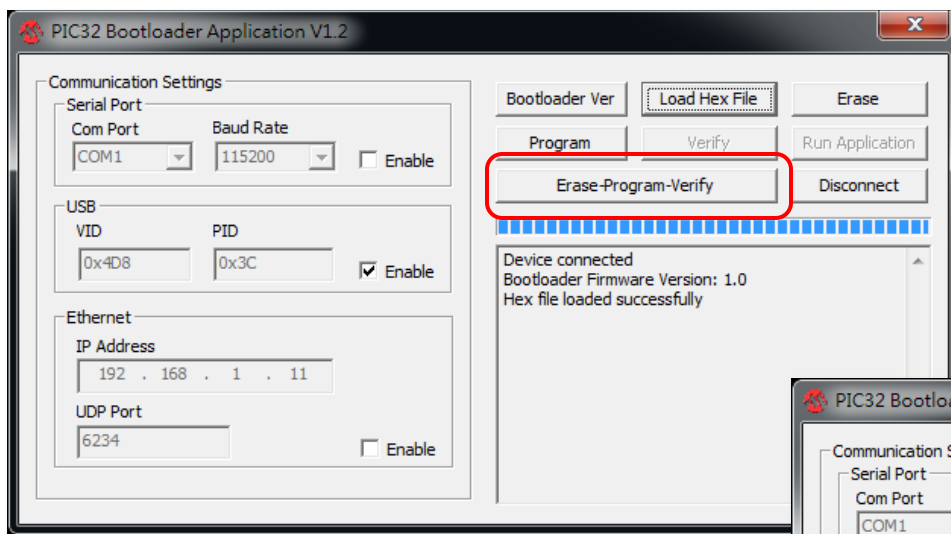 PIC32 Bootloader Application V1.2
Communication Settings
Serial Port
Com Port Baud Rate
COM1 115200 Enable
USB
VID PID
0x4D8 0x3C Enable
Ethernet
IP Address
192 . 168 . 1 . 11
UDP Port
6234 Enable
Bootloader Ver Load Hex File Erase
Program Verify Run Application
Erase-Program-Verify Disconnect
Device connected
Bootloader Firmware Version: 1.0
Hex file loaded successfully
PIC32 Bootloa
Communication S
Serial Port
Com Port
COM1